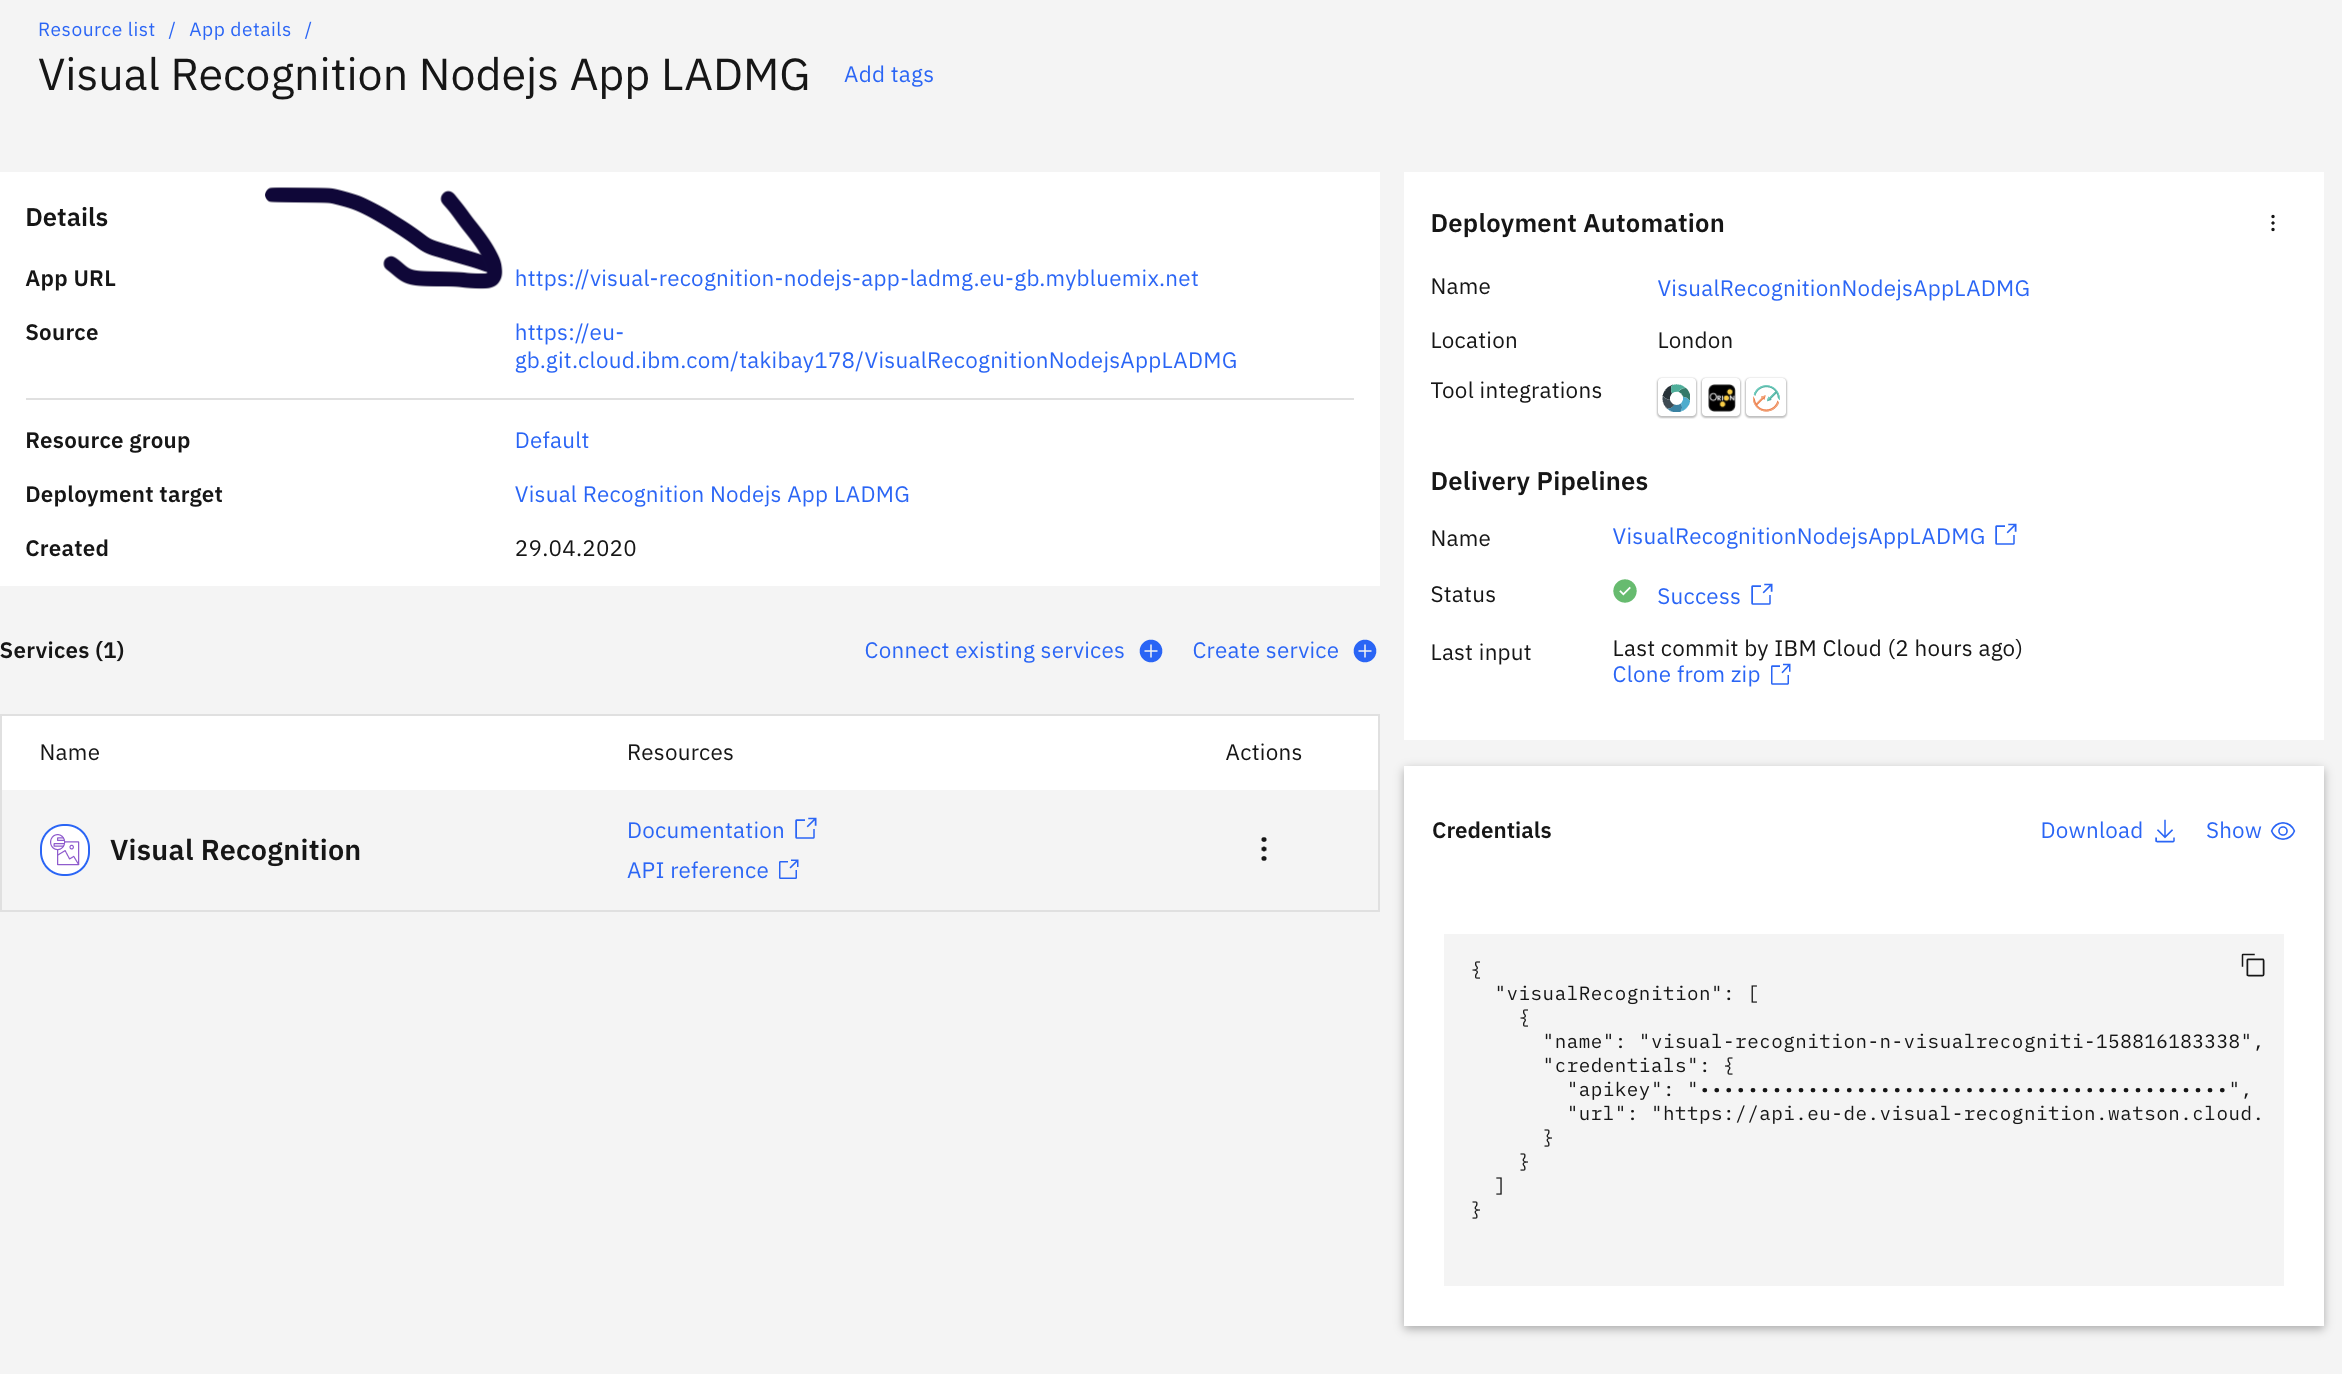 Resource list / App details /
Visual Recognition Nodejs App LADMG Add tags
Details
App URL https://visual-recognition-nodejs-app-ladmg.eu-gb.mybluemix.net
Source https://eu-
gb.git.cloud.ibm.com/takibay178/VisualRecognitionNodejsAppLADMG
Resource group Default
Deployment target Visual Recognition Nodejs App LADMG
Created 29.04.2020
Services (1) Connect existing services Create service
Name Resources Actions
Visual Recognition
Documentation
API reference
Deployment Automation
Name VisualRecognitionNodejsAppLADMG
Location London
Tool integrations
ORION
Delivery Pipelines
Name VisualRecognitionNodejsAppLADMG
Status Success
Last input Last commit by IBM Cloud (2 hours ago)
Clone from zip
Credentials Download Show
{
"visualRecognition": [
{
"name": "visual-recognition-n-visualrecogniti-158816183338",
"credentials": {
"apikey": "••••••••••••••••••••••••••••••••••••••••••••",
"url": "https://api.eu-de.visual-recognition.watson.cloud.
}
}
]
}